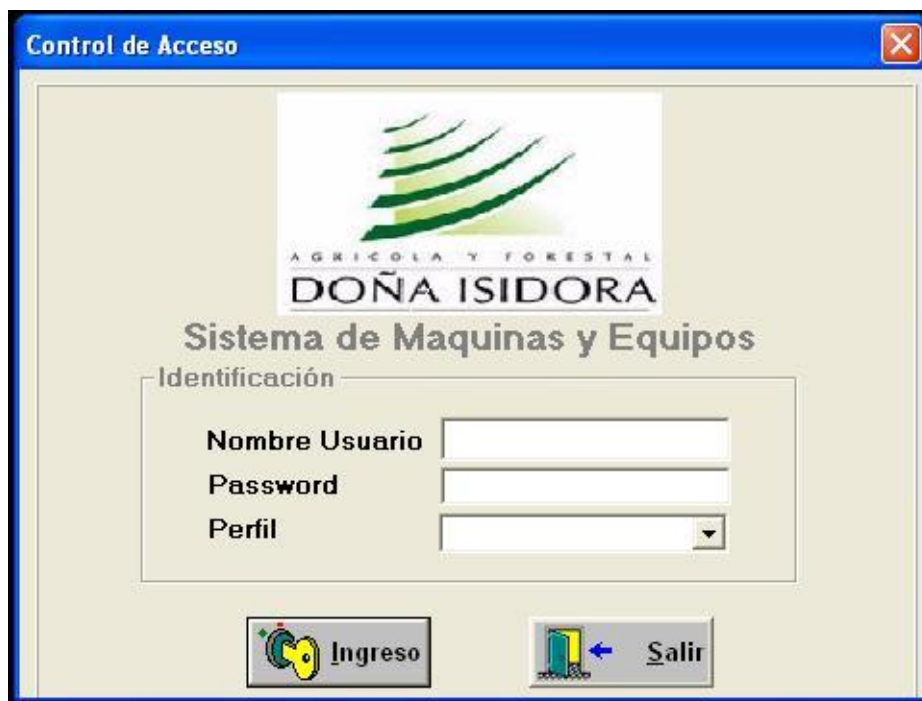 Control de Acceso
AGRICOLA Y FORESTAL
DOÑA ISIDORA
Sistema de Maquinas y Equipos
Identificación
Nombre Usuario
Password
Perfil
Ingreso
Salir